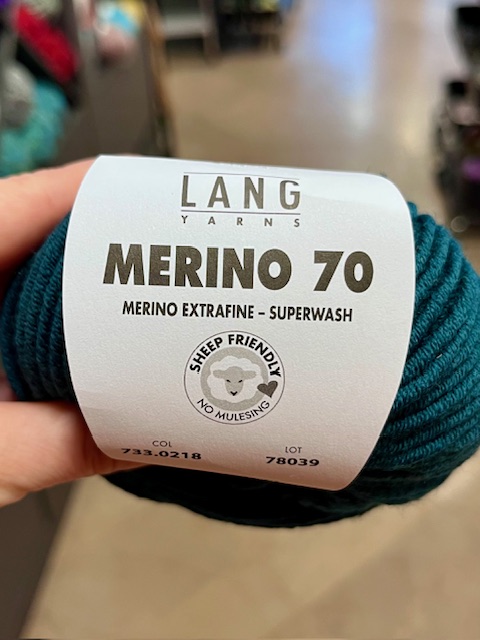 LANG
YARNS
MERINO 70
MERINO EXTRAFINE – SUPERWASH
SHEEP FRIENDLY
NO MULESING
COL
733.0218
LOT
78039